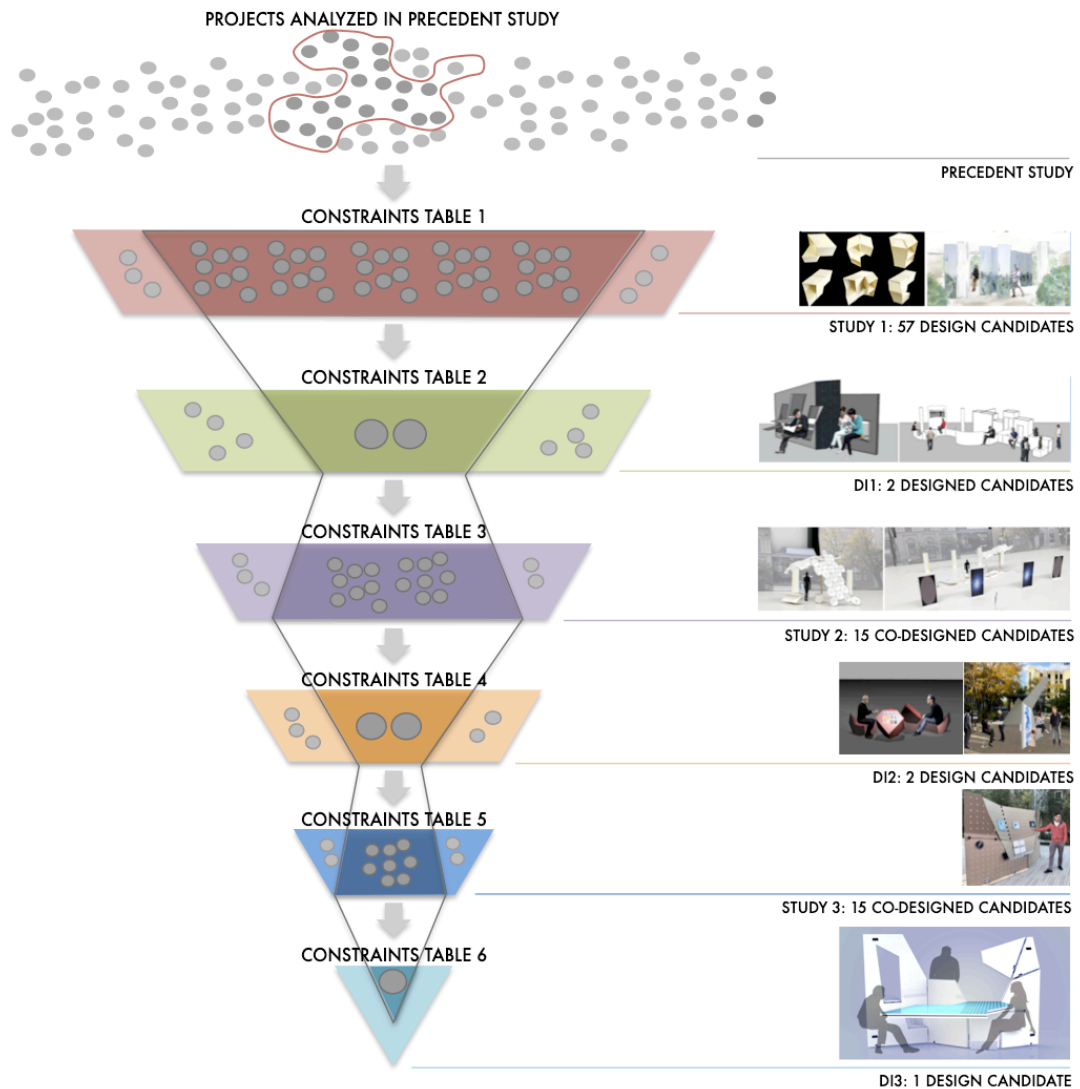 PROJECTS ANALYZED IN PRECEDENT STUDY
PRECEDENT STUDY
CONSTRAINTS TABLE 1
STUDY 1: 57 DESIGN CANDIDATES
CONSTRAINTS TABLE 2
DI1: 2 DESIGNED CANDIDATES
CONSTRAINTS TABLE 3
STUDY 2: 15 CO-DESIGNED CANDIDATES
CONSTRAINTS TABLE 4
DI2: 2 DESIGN CANDIDATES
CONSTRAINTS TABLE 5
STUDY 3: 15 CO-DESIGNED CANDIDATES
CONSTRAINTS TABLE 6
DI3: 1 DESIGN CANDIDATE